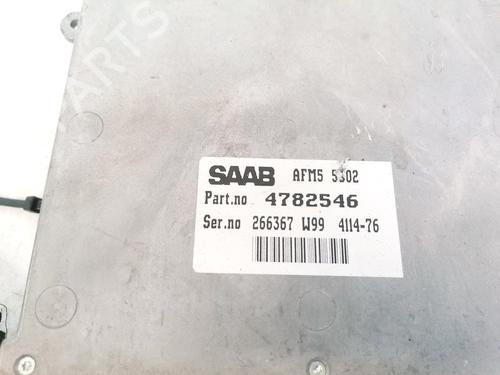 SAAB AFM5 5302
Part.no 4782546
Ser.no 266367 W99 4114-76